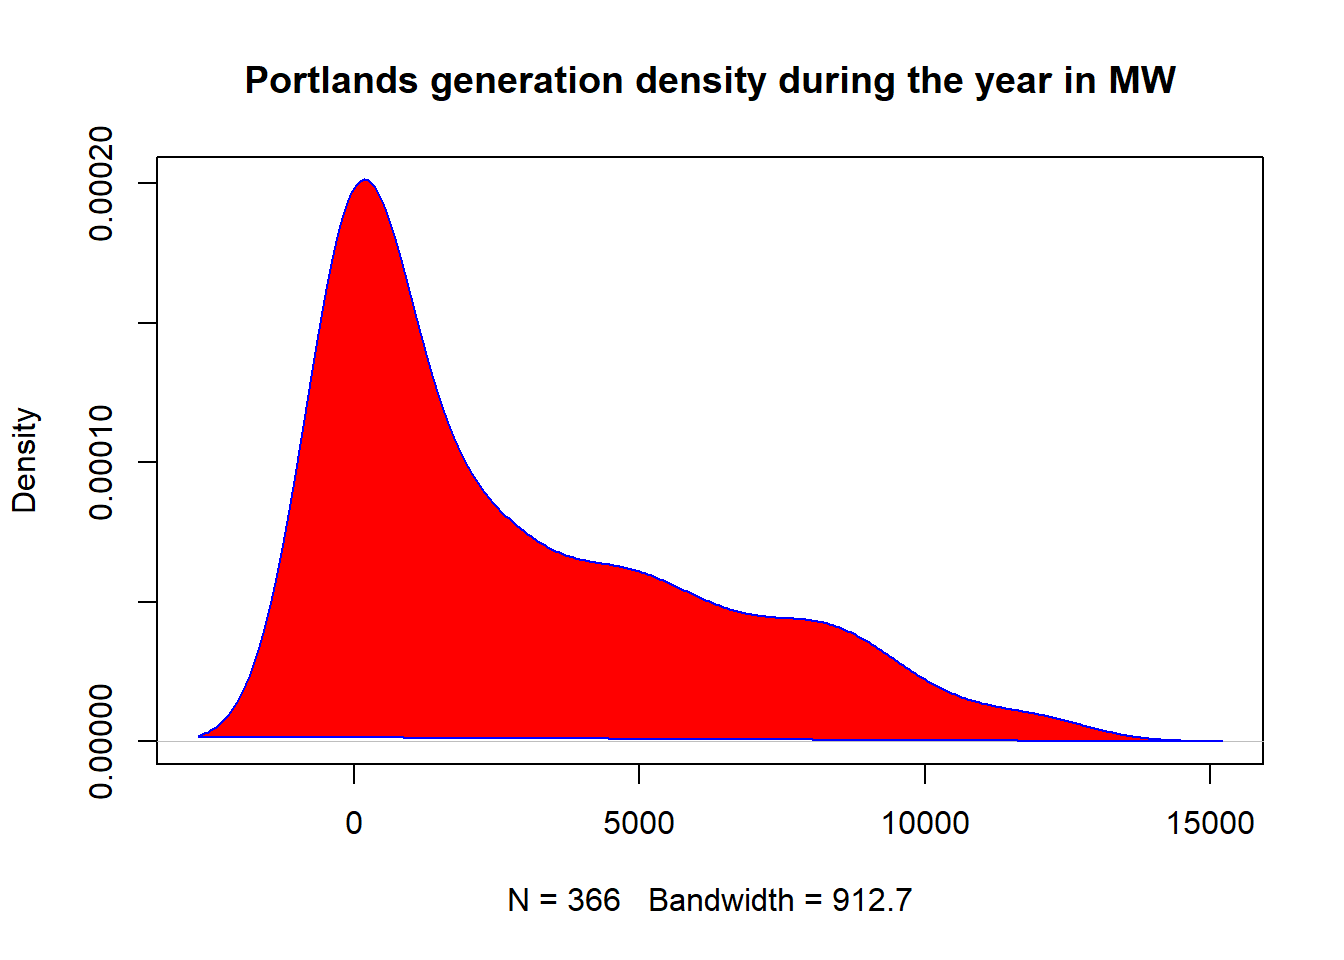 Portlands generation density during the year in MW
Density
0.00020
0.00010
0.00000
0 5000 10000 15000
N = 366   Bandwidth = 912.7